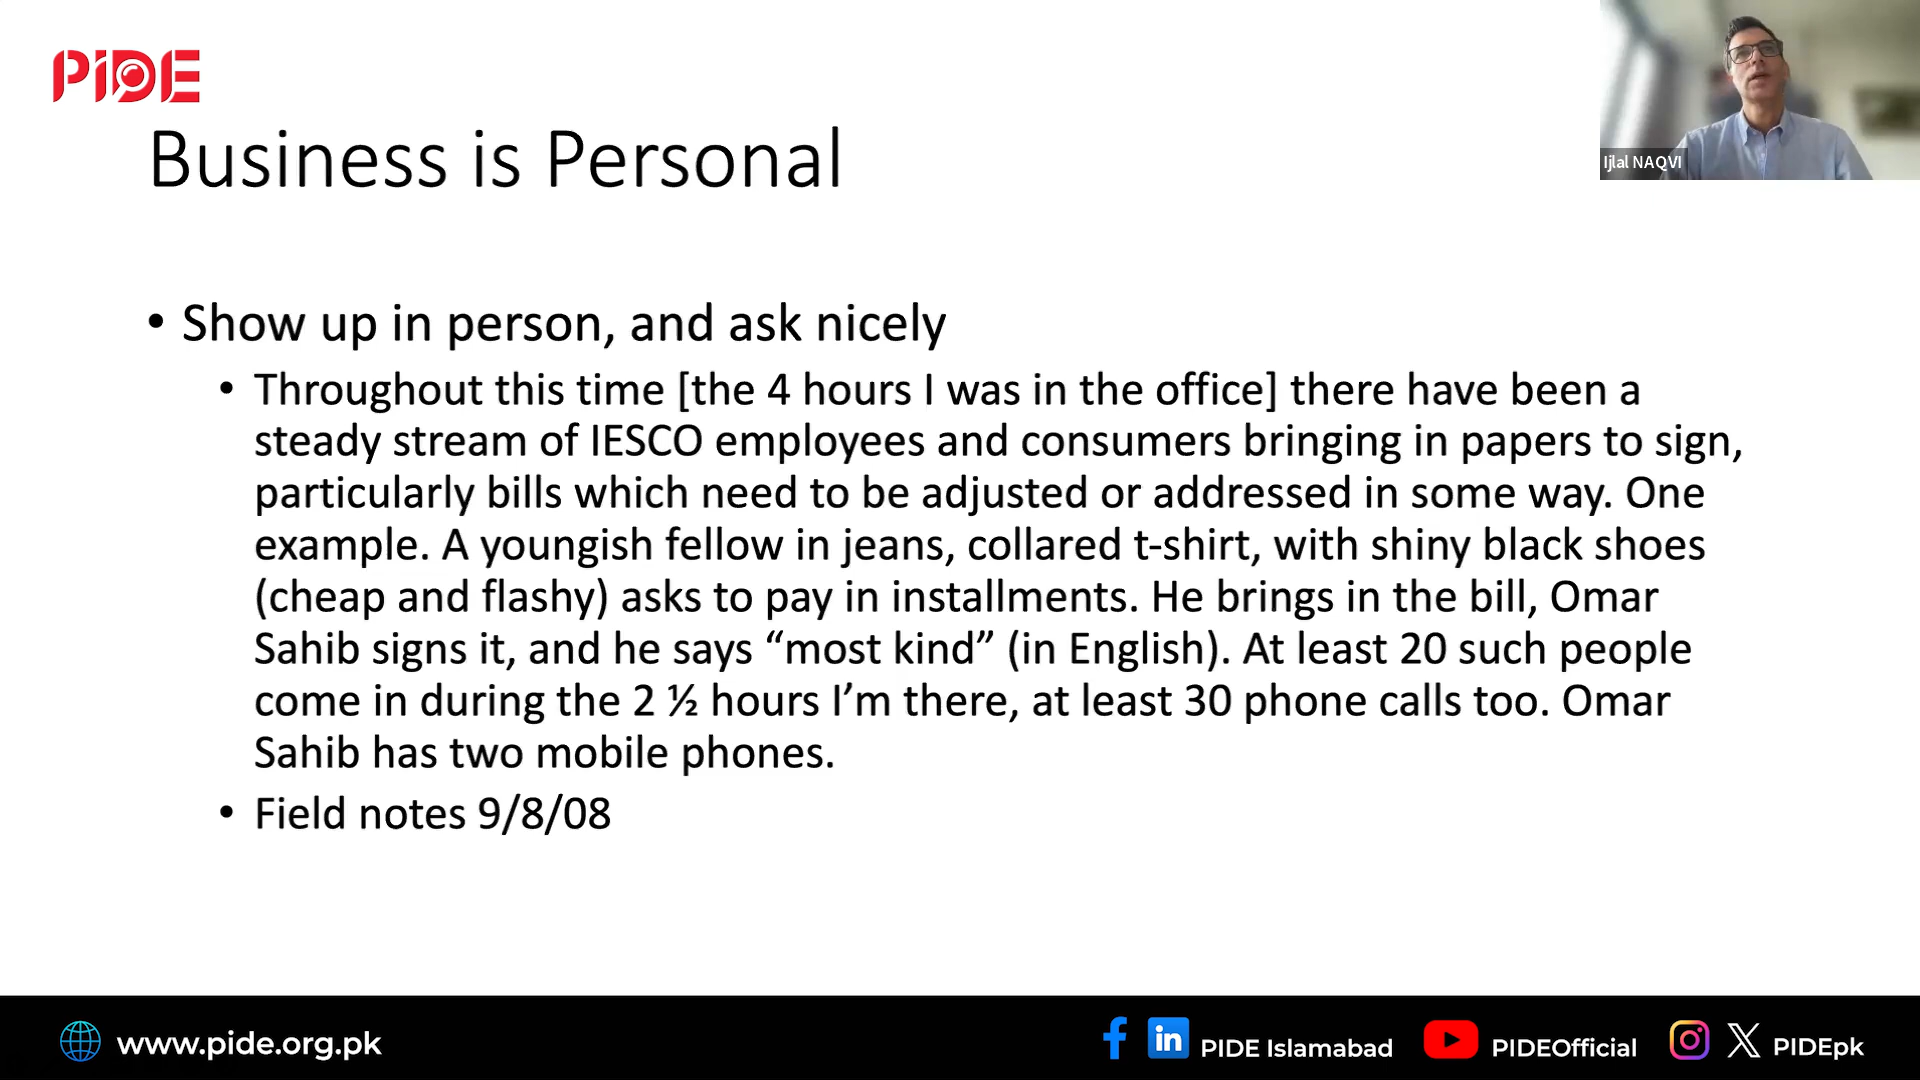 PiDE
Ijlal NAQVI
Business is Personal
• Show up in person, and ask nicely
• Throughout this time [the 4 hours I was in the office] there have been a
steady stream of IESCO employees and consumers bringing in papers to sign,
particularly bills which need to be adjusted or addressed in some way. One
example. A youngish fellow in jeans, collared t-shirt, with shiny black shoes
(cheap and flashy) asks to pay in installments. He brings in the bill, Omar
Sahib signs it, and he says “most kind” (in English). At least 20 such people
come in during the 2 ½ hours I’m there, at least 30 phone calls too. Omar
Sahib has two mobile phones.
• Field notes 9/8/08
www.pide.org.pk
PIDE Islamabad
PIDEOfficial
PIDEpk